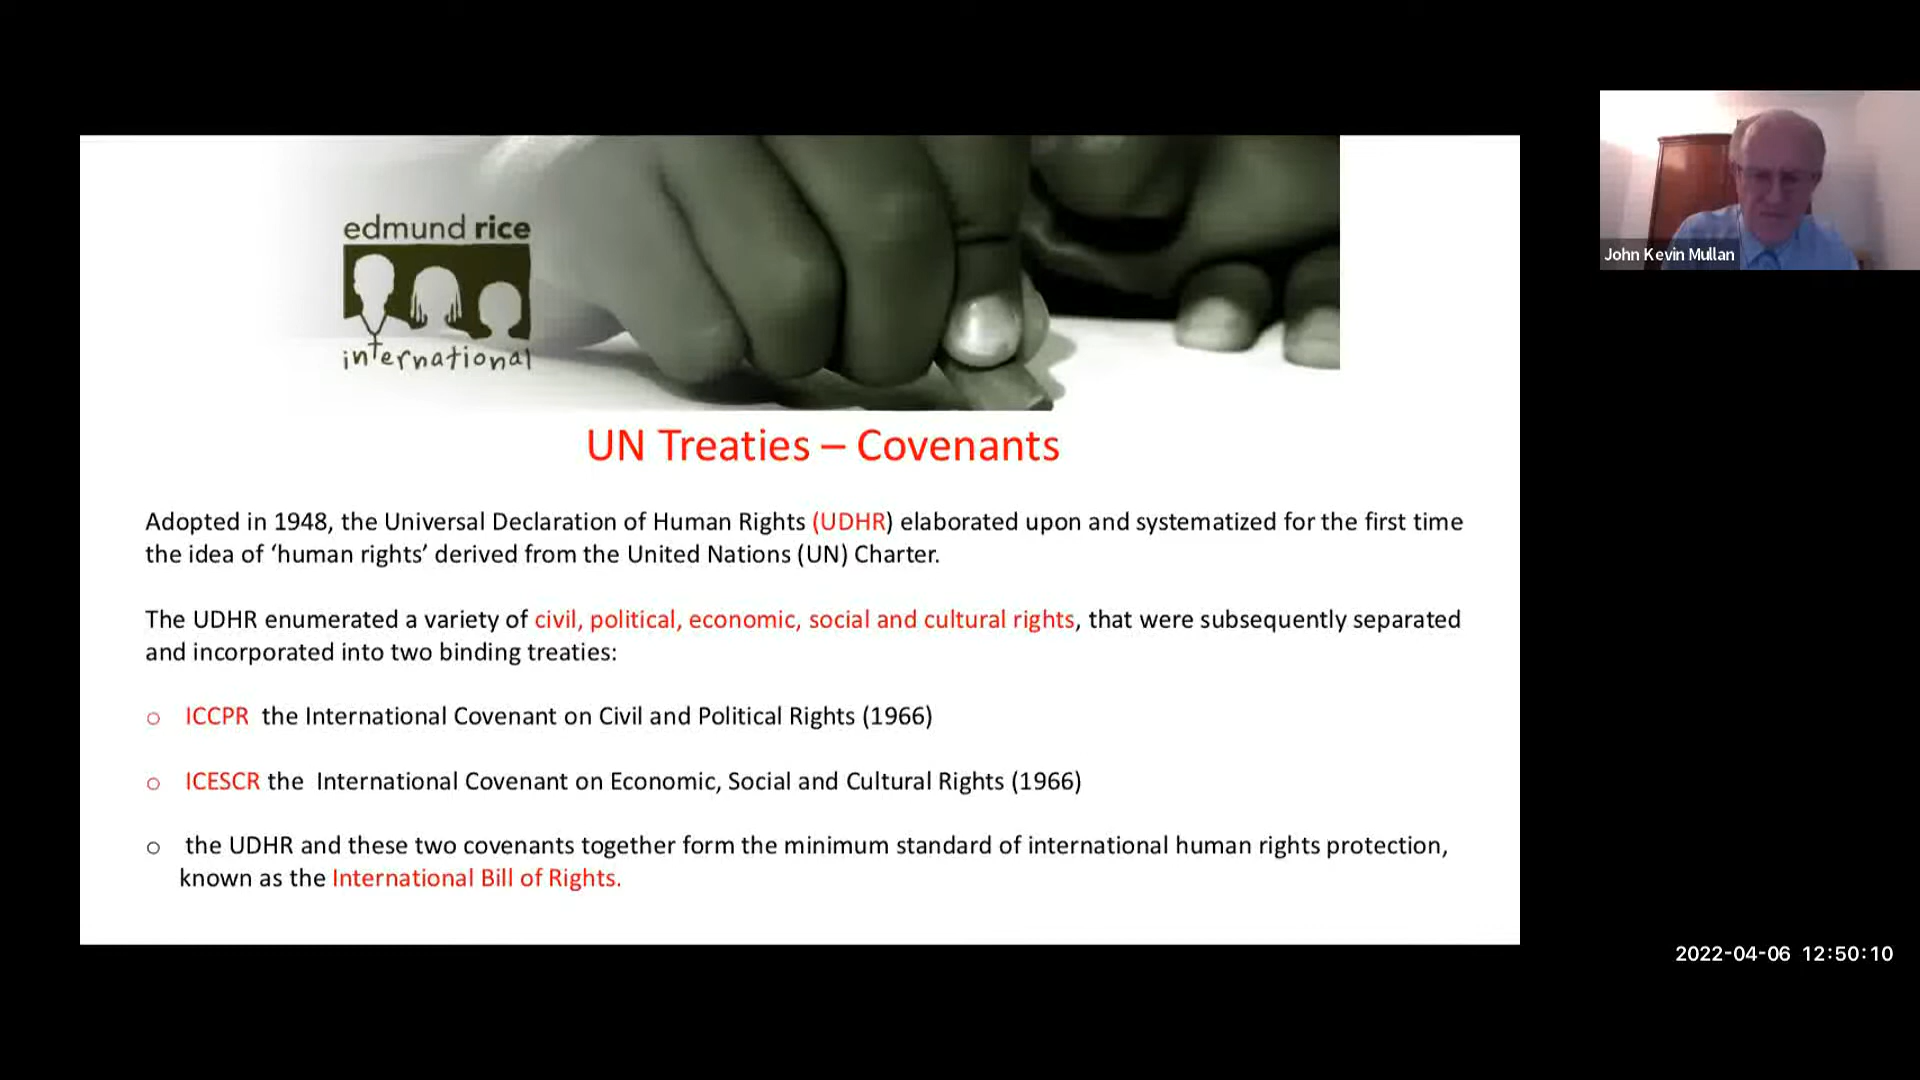 edmund rice
international
John Kevin Mullan
UN Treaties – Covenants
Adopted in 1948, the Universal Declaration of Human Rights (UDHR) elaborated upon and systematized for the first time
the idea of ‘human rights’ derived from the United Nations (UN) Charter.
The UDHR enumerated a variety of civil, political, economic, social and cultural rights, that were subsequently separated
and incorporated into two binding treaties:
o ICCPR the International Covenant on Civil and Political Rights (1966)
o ICESCR the International Covenant on Economic, Social and Cultural Rights (1966)
o the UDHR and these two covenants together form the minimum standard of international human rights protection,
known as the International Bill of Rights.
2022-04-06 12:50:10